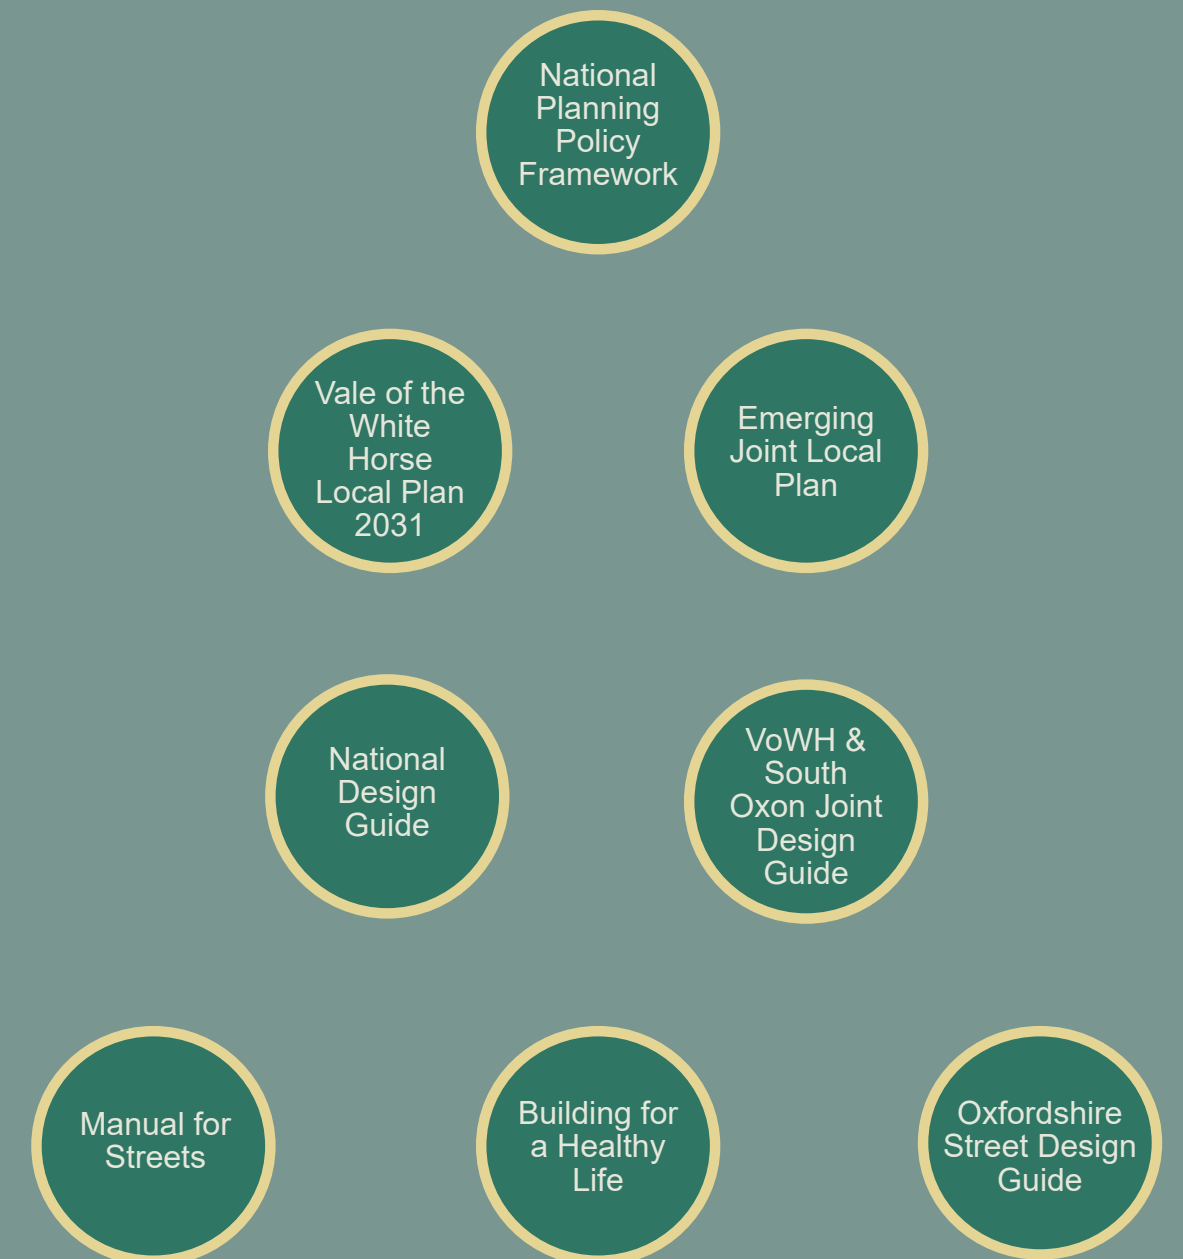 National
Planning
Policy
Framework
Vale of the
White
Horse
Local Plan
2031
Emerging
Joint Local
Plan
National
Design
Guide
VoWH &
South
Oxon Joint
Design
Guide
Manual for
Streets
Building for
a Healthy
Life
Oxfordshire
Street Design
Guide